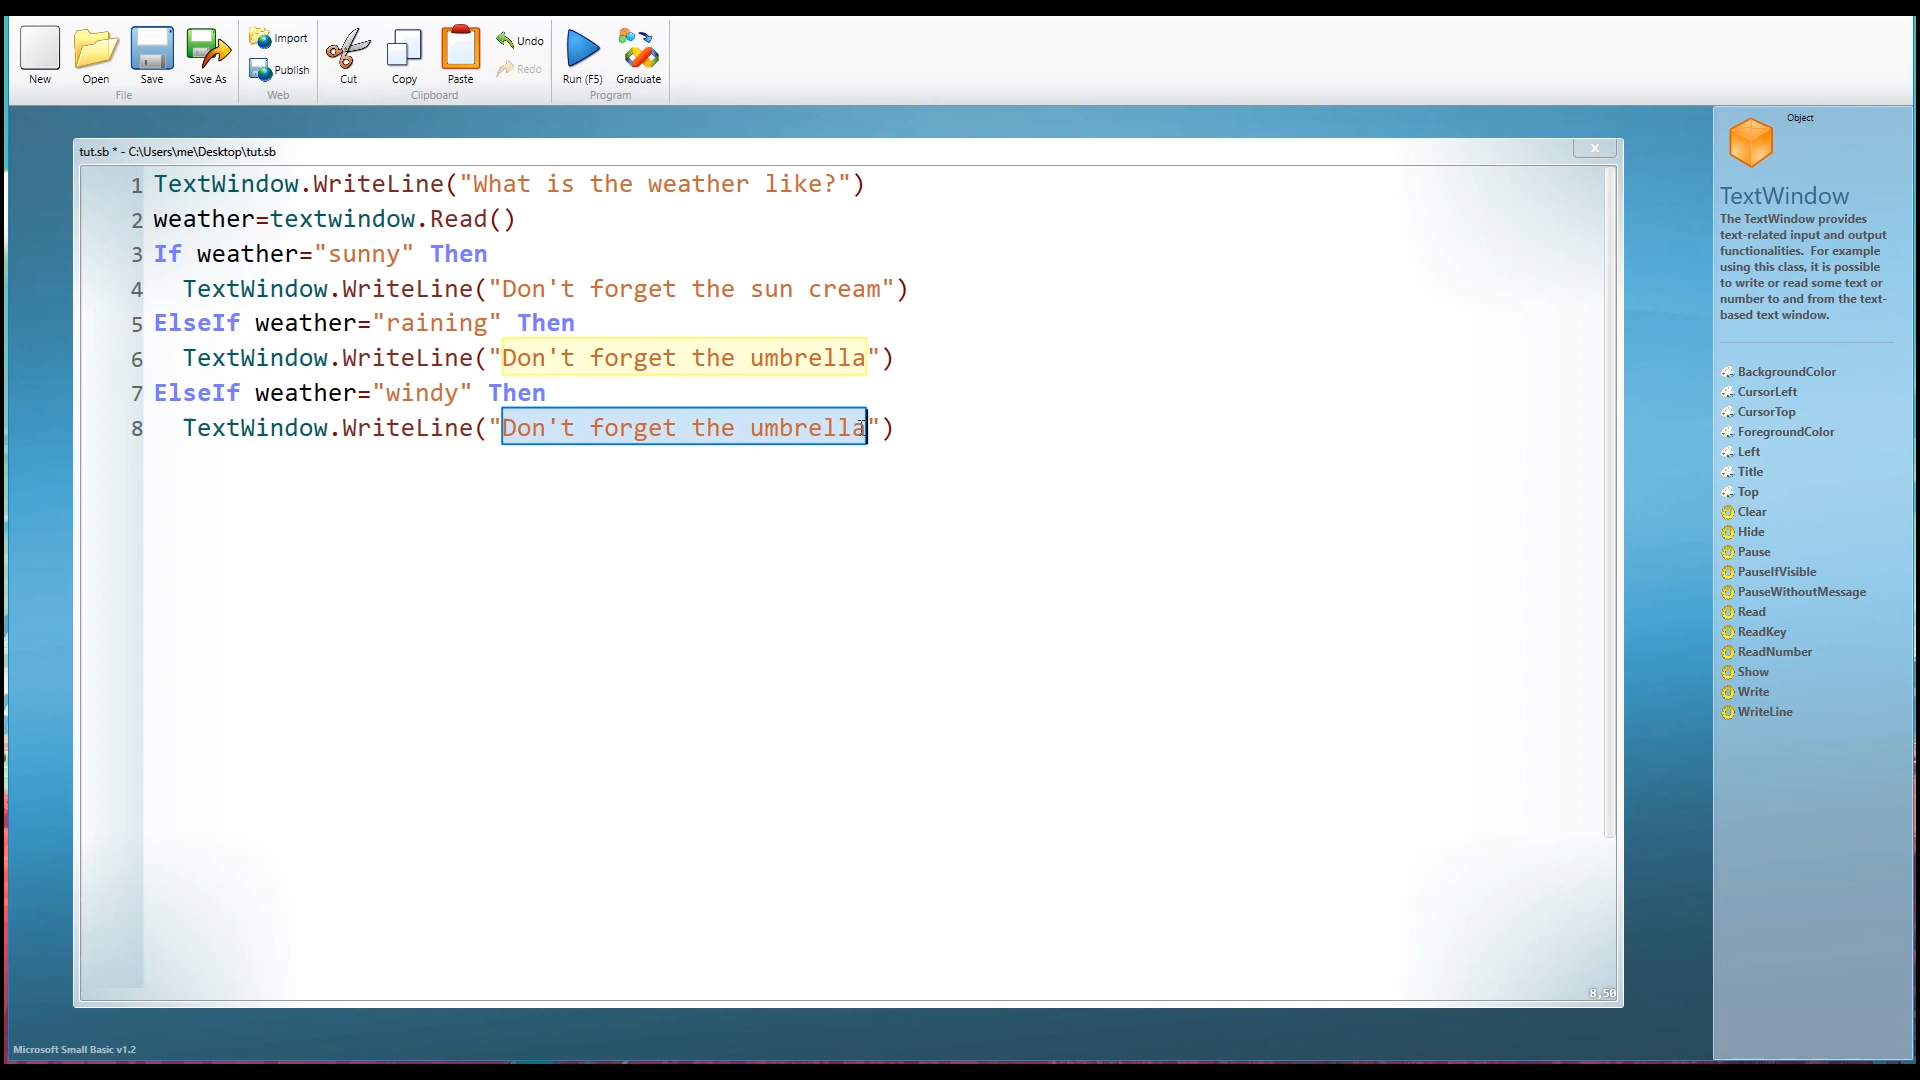 New
Open
Save
Save As
File
Import
Publish
Web
Cut
Copy
Paste
Undo
Redo
Clipboard
Run (F5)
Graduate
Program
tut.sb * - C:\Users\me\Desktop\tut.sb
x
1 TextWindow.WriteLine("What is the weather like?")
2 weather=textwindow.Read()
3 If weather="sunny" Then
4 TextWindow.WriteLine("Don't forget the sun cream")
5 ElseIf weather="raining" Then
6 TextWindow.WriteLine("Don't forget the umbrella")
7 ElseIf weather="windy" Then
8 TextWindow.WriteLine("Don't forget the umbrella")
8,50
Object
TextWindow
The TextWindow provides
text-related input and output
functionalities. For example
using this class, it is possible
to write or read some text or
number to and from the text-
based text window.
BackgroundColor
CursorLeft
CursorTop
ForegroundColor
Left
Title
Top
Clear
Hide
Pause
PauseIfVisible
PauseWithoutMessage
Read
ReadKey
ReadNumber
Show
Write
WriteLine
Microsoft Small Basic v1.2